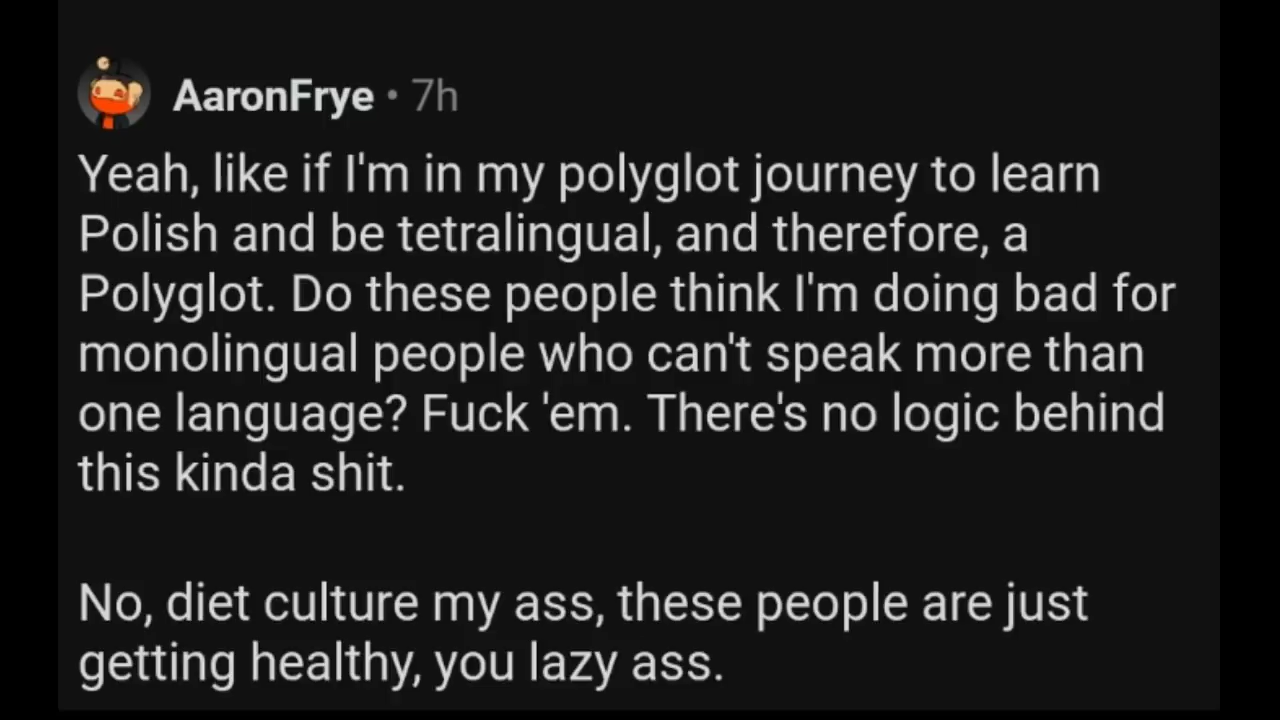 AaronFrye • 7h
Yeah, like if I'm in my polyglot journey to learn
Polish and be tetralingual, and therefore, a
Polyglot. Do these people think I'm doing bad for
monolingual people who can't speak more than
one language? Fuck 'em. There's no logic behind
this kinda shit.
No, diet culture my ass, these people are just
getting healthy, you lazy ass.